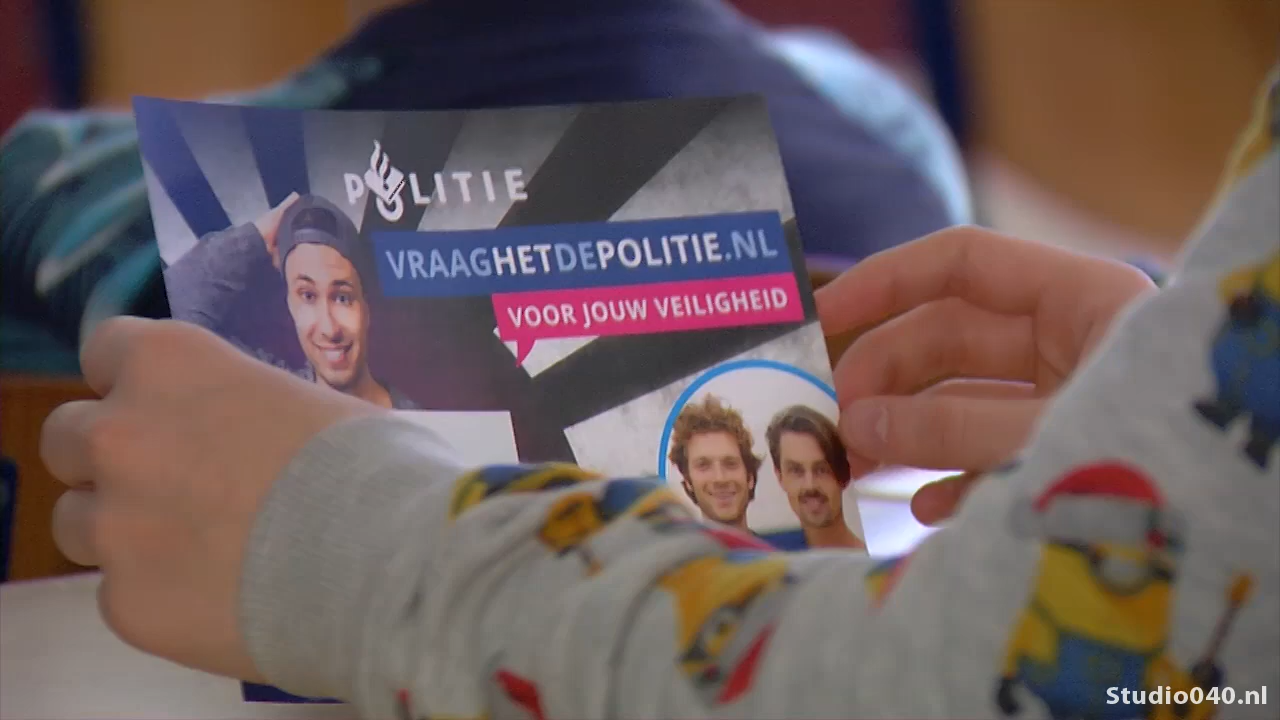 POLITIE
VRAAGHETDEPOLITIE.NL
VOOR JOUW VEILIGHEID
Studio040.nl